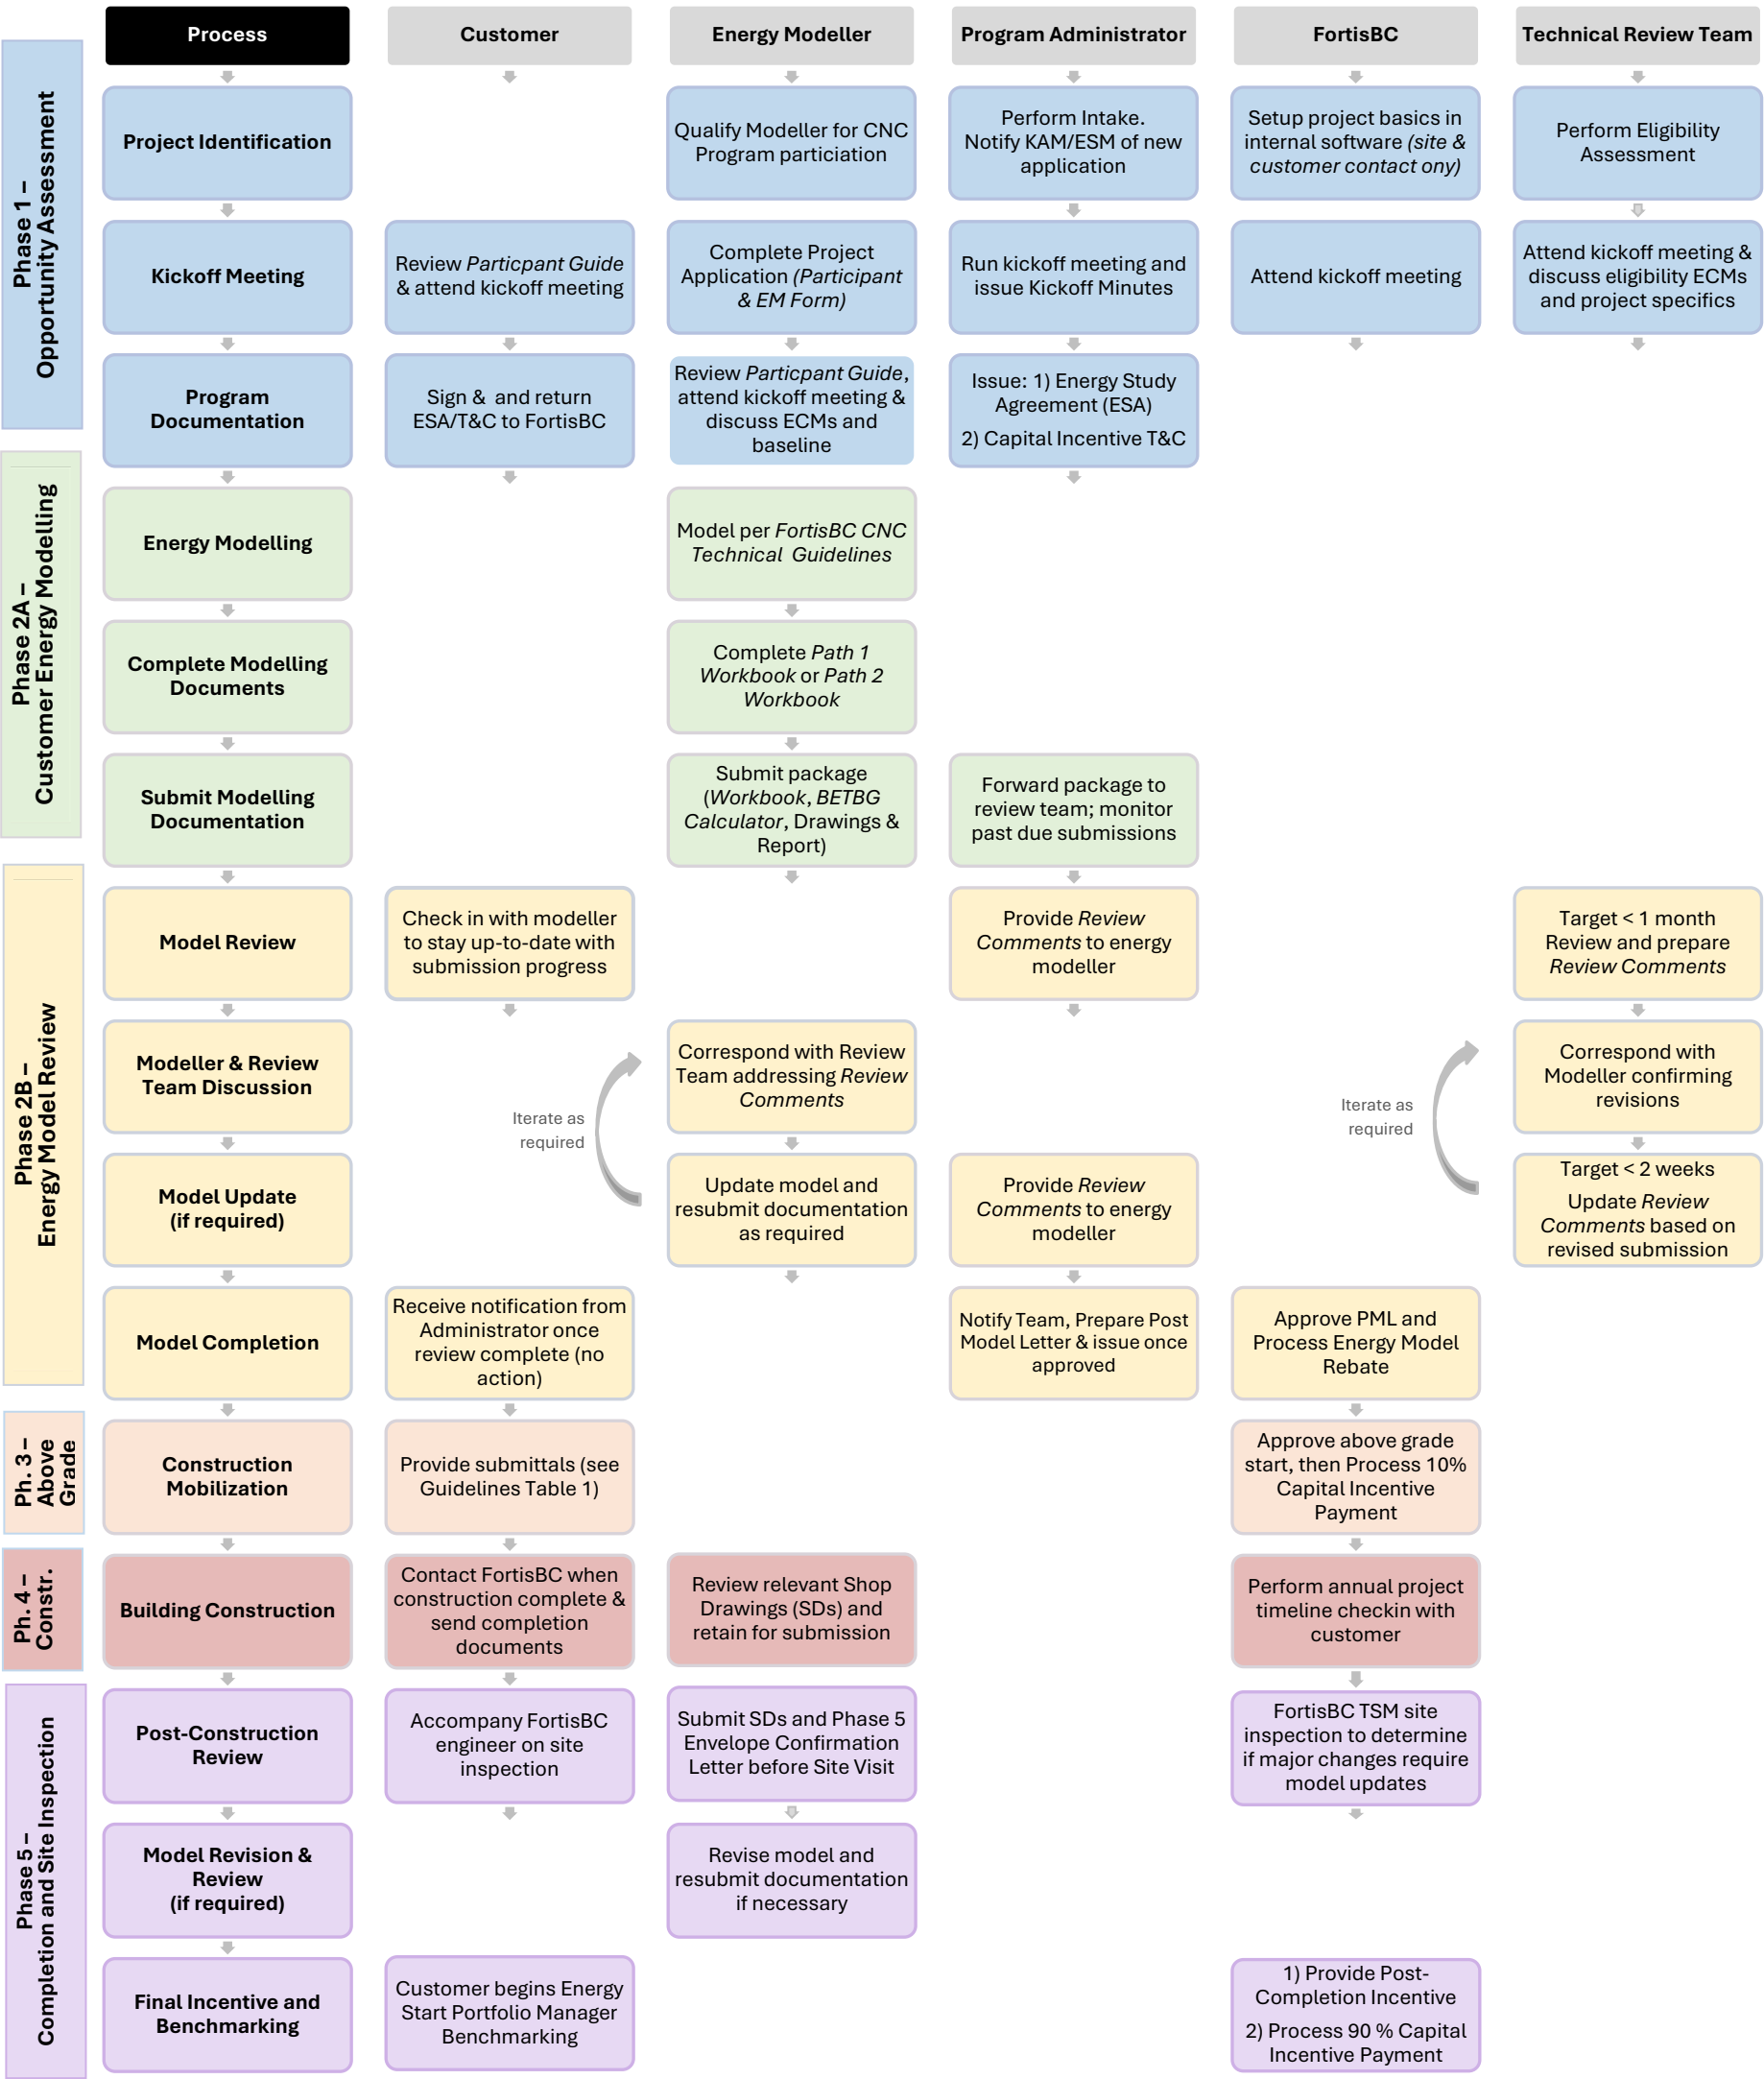 Process
Customer
Energy Modeller
Program Administrator
FortisBC
Technical Review Team
Phase 1 –
Opportunity Assessment
Project Identification
Qualify Modeller for CNC
Program particiation
Perform Intake.
Notify KAM/ESM of new
application
Setup project basics in
internal software (site &
customer contact ony)
Perform Eligibility
Assessment
Kickoff Meeting
Review Particpant Guide
& attend kickoff meeting
Complete Project
Application (Participant
& EM Form)
Run kickoff meeting and
issue Kickoff Minutes
Attend kickoff meeting
Attend kickoff meeting &
discuss eligibility ECMs
and project specifics
Program
Documentation
Sign &  and return
ESA/T&C to FortisBC
Review Particpant Guide,
attend kickoff meeting &
discuss ECMs and
baseline
Issue: 1) Energy Study
Agreement (ESA)
2) Capital Incentive T&C
Phase 2A –
Customer Energy Modelling
Energy Modelling
Model per FortisBC CNC
Technical  Guidelines
Complete Modelling
Documents
Complete Path 1
Workbook or Path 2
Workbook
Submit Modelling
Documentation
Submit package
(Workbook, BETBG
Calculator, Drawings &
Report)
Forward package to
review team; monitor
past due submissions
Phase 2B –
Energy Model Review
Model Review
Check in with modeller
to stay up-to-date with
submission progress
Provide Review
Comments to energy
modeller
Target < 1 month
Review and prepare
Review Comments
Modeller & Review
Team Discussion
Iterate as
required
Correspond with Review
Team addressing Review
Comments
Iterate as
required
Correspond with
Modeller confirming
revisions
Model Update
(if required)
Update model and
resubmit documentation
as required
Provide Review
Comments to energy
modeller
Target < 2 weeks
Update Review
Comments based on
revised submission
Model Completion
Receive notification from
Administrator once
review complete (no
action)
Notify Team, Prepare Post
Model Letter & issue once
approved
Approve PML and
Process Energy Model
Rebate
Ph. 3 –
Above
Grade
Construction
Mobilization
Provide submittals (see
Guidelines Table 1)
Approve above grade
start, then Process 10%
Capital Incentive
Payment
Ph. 4 –
Constr.
Building Construction
Contact FortisBC when
construction complete &
send completion
documents
Review relevant Shop
Drawings (SDs) and
retain for submission
Perform annual project
timeline checkin with
customer
Phase 5 –
Completion and Site Inspection
Post-Construction
Review
Accompany FortisBC
engineer on site
inspection
Submit SDs and Phase 5
Envelope Confirmation
Letter before Site Visit
FortisBC TSM site
inspection to determine
if major changes require
model updates
Model Revision &
Review
(if required)
Revise model and
resubmit documentation
if necessary
Final Incentive and
Benchmarking
Customer begins Energy
Start Portfolio Manager
Benchmarking
1) Provide Post-
Completion Incentive
2) Process 90 % Capital
Incentive Payment